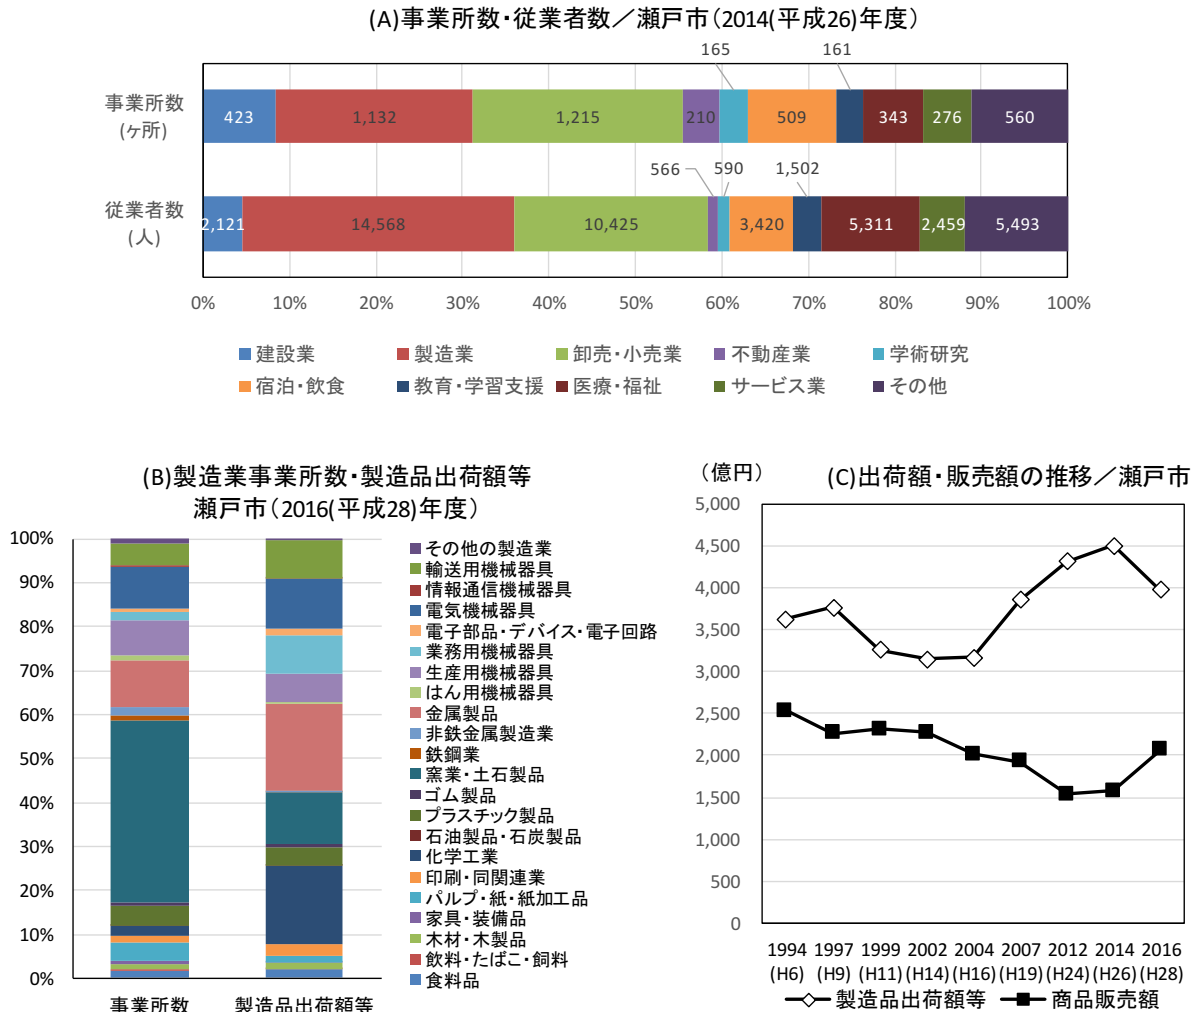 (A)事業所数・従業者数／瀬戸市（2014(平成26)年度）
165 161
事業所数
(ヶ所)
423 1,132 1,215 210 509 343 276 560
566 590 1,502
従業者数
(人)
2,121 14,568 10,425 3,420 5,311 2,459 5,493
0% 10% 20% 30% 40% 50% 60% 70% 80% 90% 100%
建設業 製造業 卸売・小売業 不動産業 学術研究
宿泊・飲食 教育・学習支援 医療・福祉 サービス業 その他
(B)製造業事業所数・製造品出荷額等
瀬戸市（2016(平成28)年度）
100%
90%
80%
70%
60%
50%
40%
30%
20%
10%
0%
事業所数 製造品出荷額等
その他の製造業
輸送用機械器具
情報通信機械器具
電気機械器具
電子部品・デバイス・電子回路
業務用機械器具
生産用機械器具
はん用機械器具
金属製品
非鉄金属製造業
鉄鋼業
窯業・土石製品
ゴム製品
プラスチック製品
石油製品・石炭製品
化学工業
印刷・同関連業
パルプ・紙・紙加工品
家具・装備品
木材・木製品
飲料・たばこ・飼料
食料品
（億円） (C)出荷額・販売額の推移／瀬戸市
5,000
4,500
4,000
3,500
3,000
2,500
2,000
1,500
1,000
500
0
1994 1997 1999 2002 2004 2007 2012 2014 2016
(H6) (H9) (H11) (H14) (H16) (H19) (H24) (H26) (H28)
製造品出荷額等 商品販売額